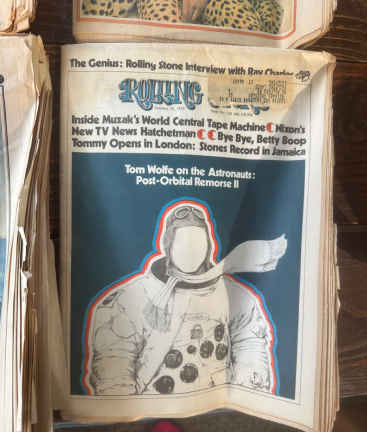 The Genius: Rolling Stone Interview with Ray Charles
ROLLING
Inside Muzak's World Central Tape Machine Nixon's
New TV News Hatchetman Bye Bye, Betty Boop
Tommy Opens in London: Stones Record in Jamaica
Tom Wolfe on the Astronauts:
Post-Orbital Remorse II